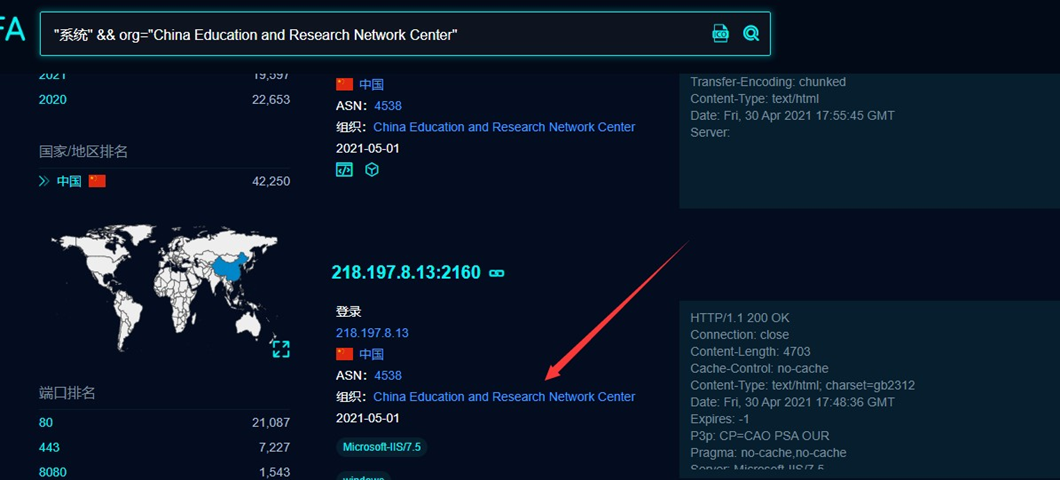 FA
"系统" && org="China Education and Research Network Center"
2021 19,597
2020 22,653
国家/地区排名
中国 42,250
端口排名
80 21,087
443 7,227
8080 1,543
中国
ASN: 4538
组织: China Education and Research Network Center
2021-05-01
218.197.8.13:2160
登录
218.197.8.13
中国
ASN: 4538
组织: China Education and Research Network Center
2021-05-01
Microsoft-IIS/7.5
windows
Transfer-Encoding: chunked
Content-Type: text/html
Date: Fri, 30 Apr 2021 17:55:45 GMT
Server:
HTTP/1.1 200 OK
Connection: close
Content-Length: 4703
Cache-Control: no-cache
Content-Type: text/html; charset=gb2312
Date: Fri, 30 Apr 2021 17:48:36 GMT
Expires: -1
P3p: CP=CAO PSA OUR
Pragma: no-cache,no-cache
Server: Microsoft-IIS/7.5